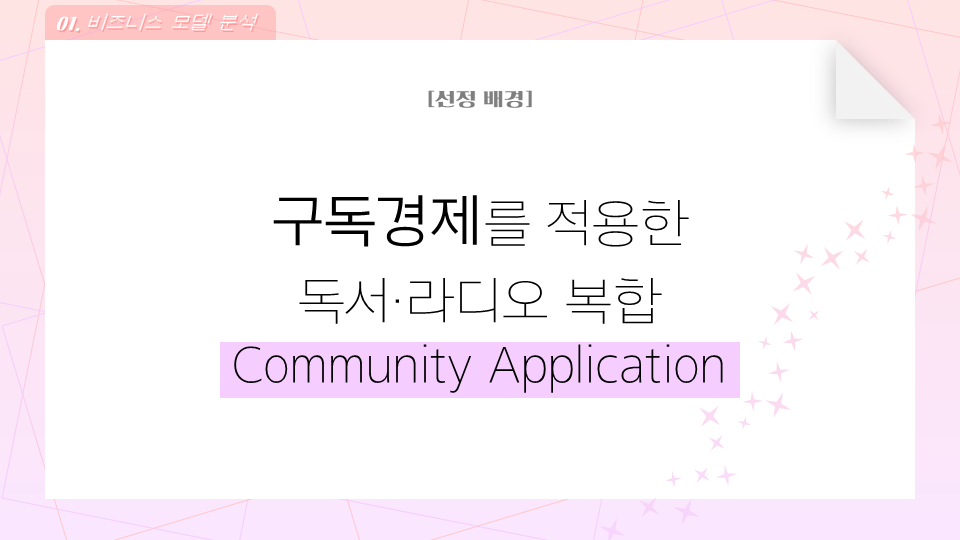 01. 비즈니스 모델 분석
[선정 배경]
구독경제를 적용한
독서·라디오 복합
Community Application